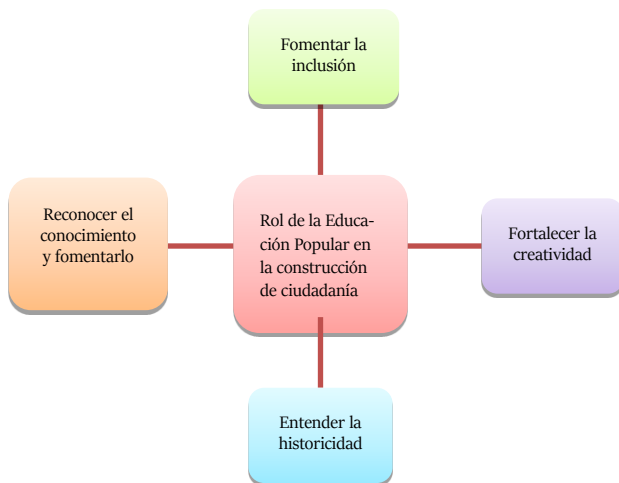 Fomentar la
inclusión
Reconocer el
conocimiento
y fomentarlo
Rol de la Educa-
ción Popular en
la construcción
de ciudadanía
Fortalecer la
creatividad
Entender la
historicidad